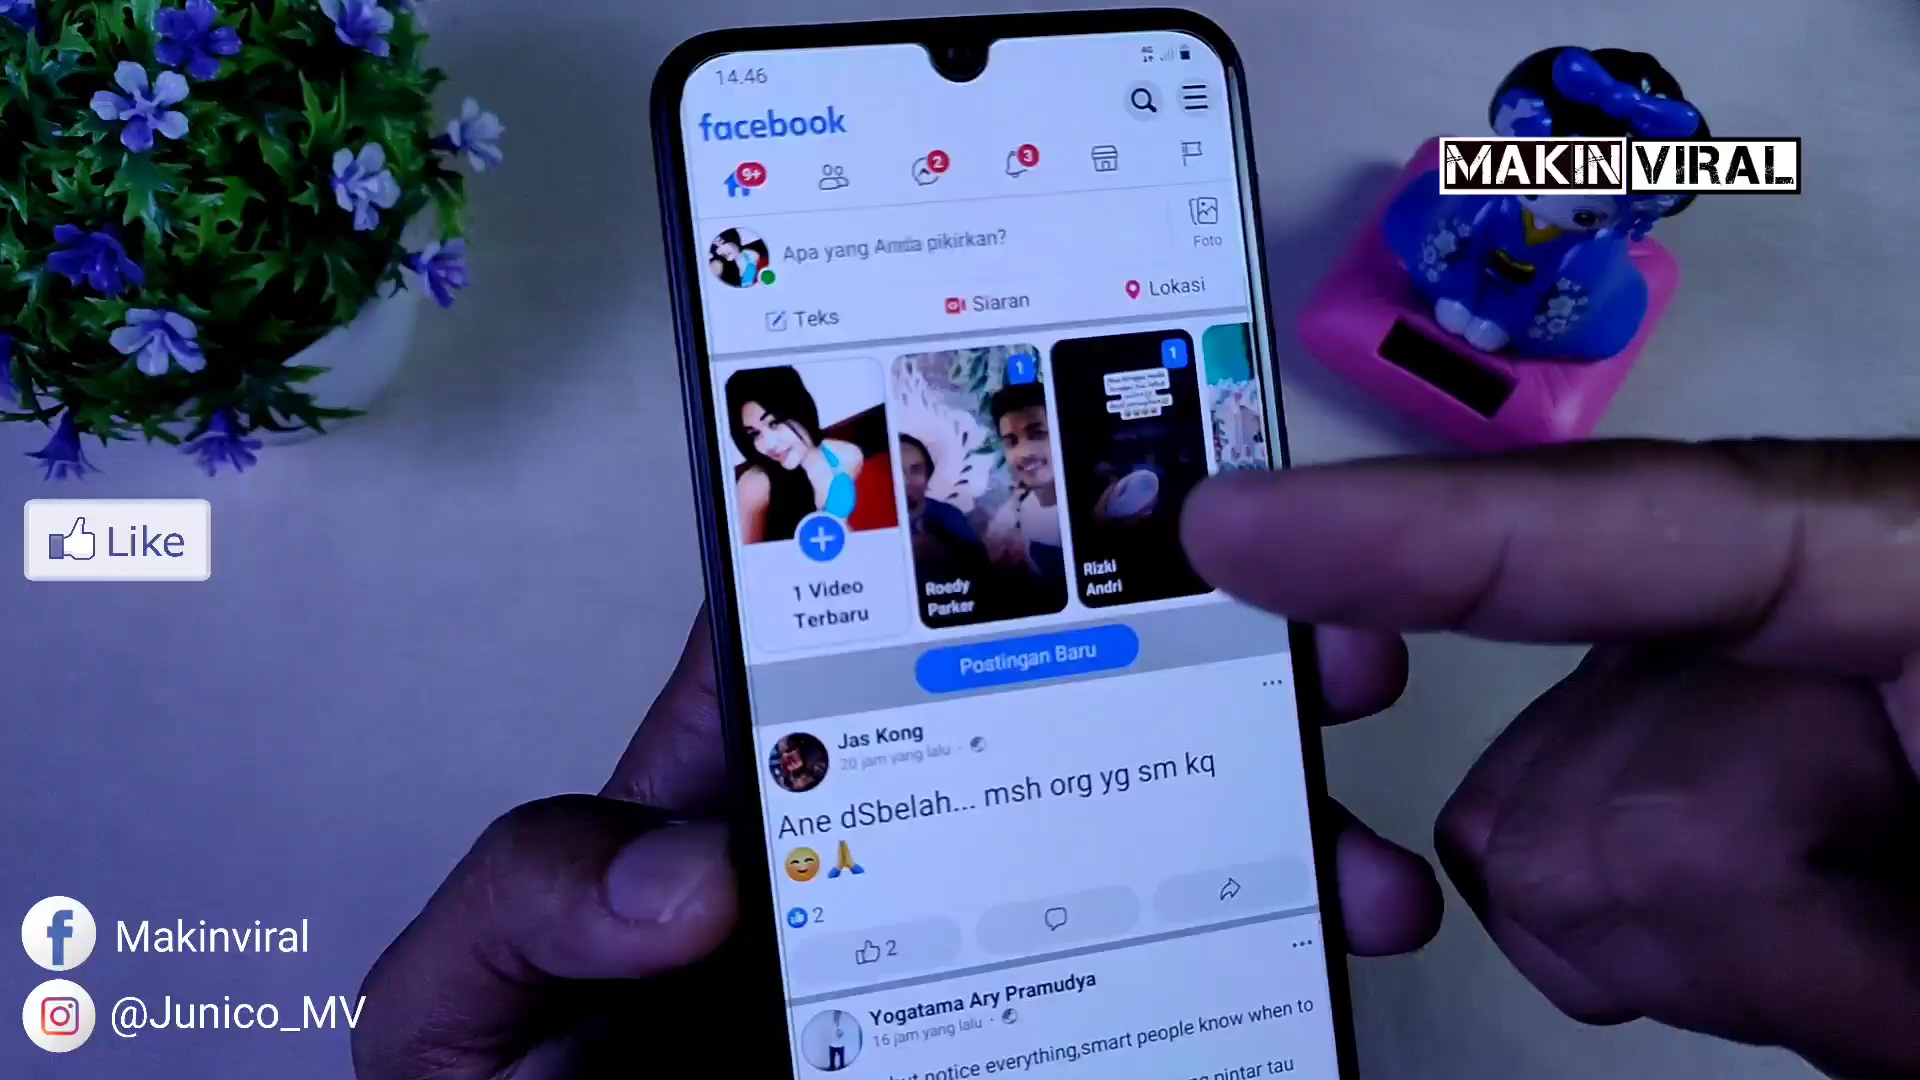 14.46
4G
facebook
9+
2
3
MAKIN VIRAL
Apa yang Anda pikirkan?
Foto
Teks
Siaran
Lokasi
1
1
1 Video
Terbaru
Roedy
Parker
Rizki
Andri
Like
Postingan Baru
Jas Kong
20 jam yang lalu ·
Ane dSbelah... msh org yg sm kq
😊🙏
2
2
Makinviral
@Junico_MV
Yogatama Ary Pramudya
16 jam yang lalu ·
notice everything,smart people know when to
pintar tau